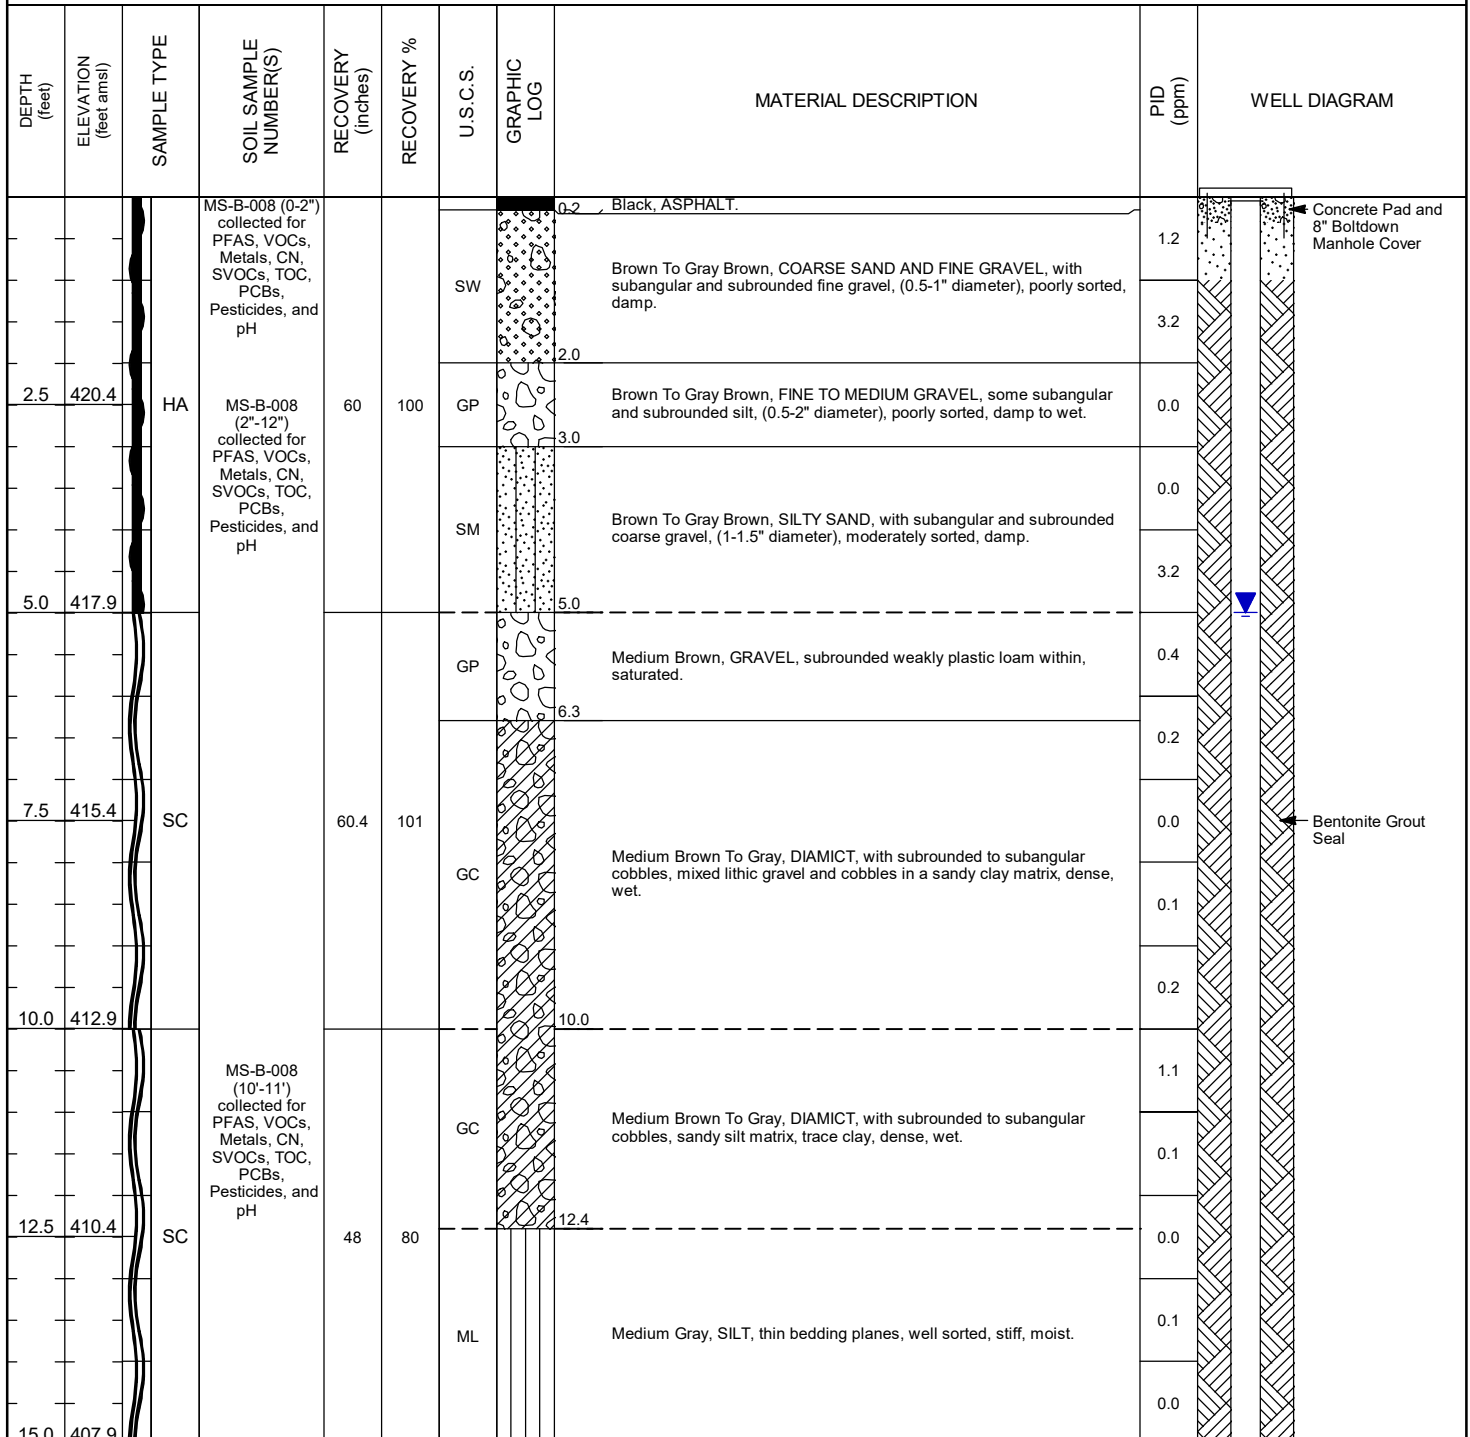 DEPTH
(feet)
ELEVATION
(feet amsl)
SAMPLE TYPE
SOIL SAMPLE
NUMBER(S)
RECOVERY
(inches)
RECOVERY %
U.S.C.S.
GRAPHIC
LOG
MATERIAL DESCRIPTION
PID
(ppm)
WELL DIAGRAM
MS-B-008 (0-2")
collected for
PFAS, VOCs,
Metals, CN,
SVOCs, TOC,
PCBs,
Pesticides, and
pH
0.2
Black, ASPHALT.
Concrete Pad and
8" Boltdown
Manhole Cover
1.2
SW
Brown To Gray Brown, COARSE SAND AND FINE GRAVEL, with
subangular and subrounded fine gravel, (0.5-1" diameter), poorly sorted,
damp.
3.2
2.0
2.5
420.4
HA
MS-B-008
(2"-12")
collected for
PFAS, VOCs,
Metals, CN,
SVOCs, TOC,
PCBs,
Pesticides, and
pH
60
100
GP
Brown To Gray Brown, FINE TO MEDIUM GRAVEL, some subangular
and subrounded silt, (0.5-2" diameter), poorly sorted, damp to wet.
0.0
3.0
0.0
SM
Brown To Gray Brown, SILTY SAND, with subangular and subrounded
coarse gravel, (1-1.5" diameter), moderately sorted, damp.
3.2
5.0
417.9
5.0
GP
Medium Brown, GRAVEL, subrounded weakly plastic loam within,
saturated.
0.4
6.3
0.2
7.5
415.4
SC
60.4
101
0.0
Bentonite Grout
Seal
GC
Medium Brown To Gray, DIAMICT, with subrounded to subangular
cobbles, mixed lithic gravel and cobbles in a sandy clay matrix, dense,
wet.
0.1
0.2
10.0
412.9
10.0
MS-B-008
(10'-11')
collected for
PFAS, VOCs,
Metals, CN,
SVOCs, TOC,
PCBs,
Pesticides, and
pH
1.1
GC
Medium Brown To Gray, DIAMICT, with subrounded to subangular
cobbles, sandy silt matrix, trace clay, dense, wet.
0.1
12.4
12.5
410.4
SC
48
80
0.0
ML
Medium Gray, SILT, thin bedding planes, well sorted, stiff, moist.
0.1
0.0
15.0
407.9